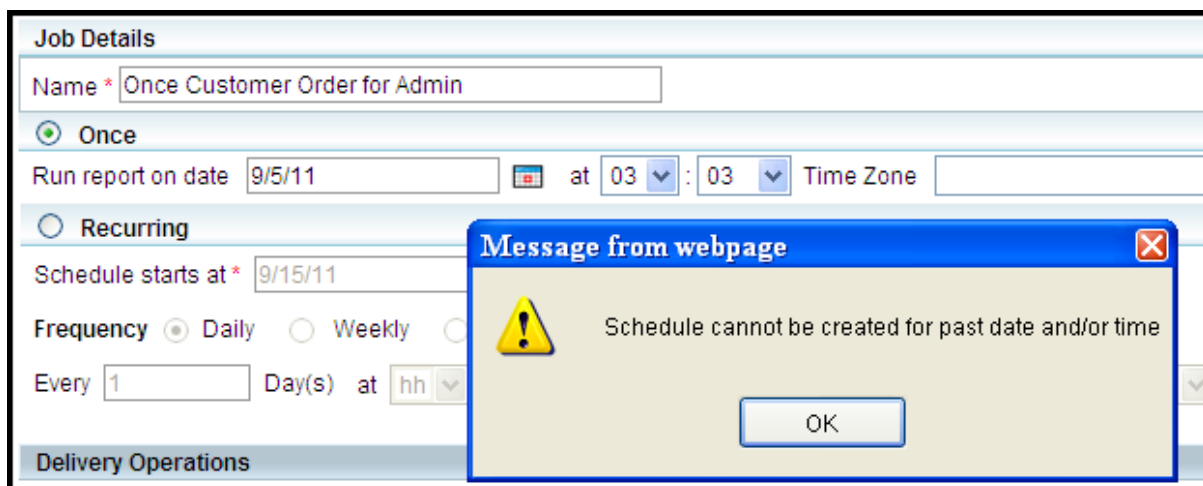 Job Details
Name * Once Customer Order for Admin
Once
Run report on date 9/5/11 at 03 : 03 Time Zone
Recurring
Message from webpage
Schedule starts at * 9/15/11
Schedule cannot be created for past date and/or time
Frequency Daily Weekly
Every 1 Day(s) at hh
OK
Delivery Operations